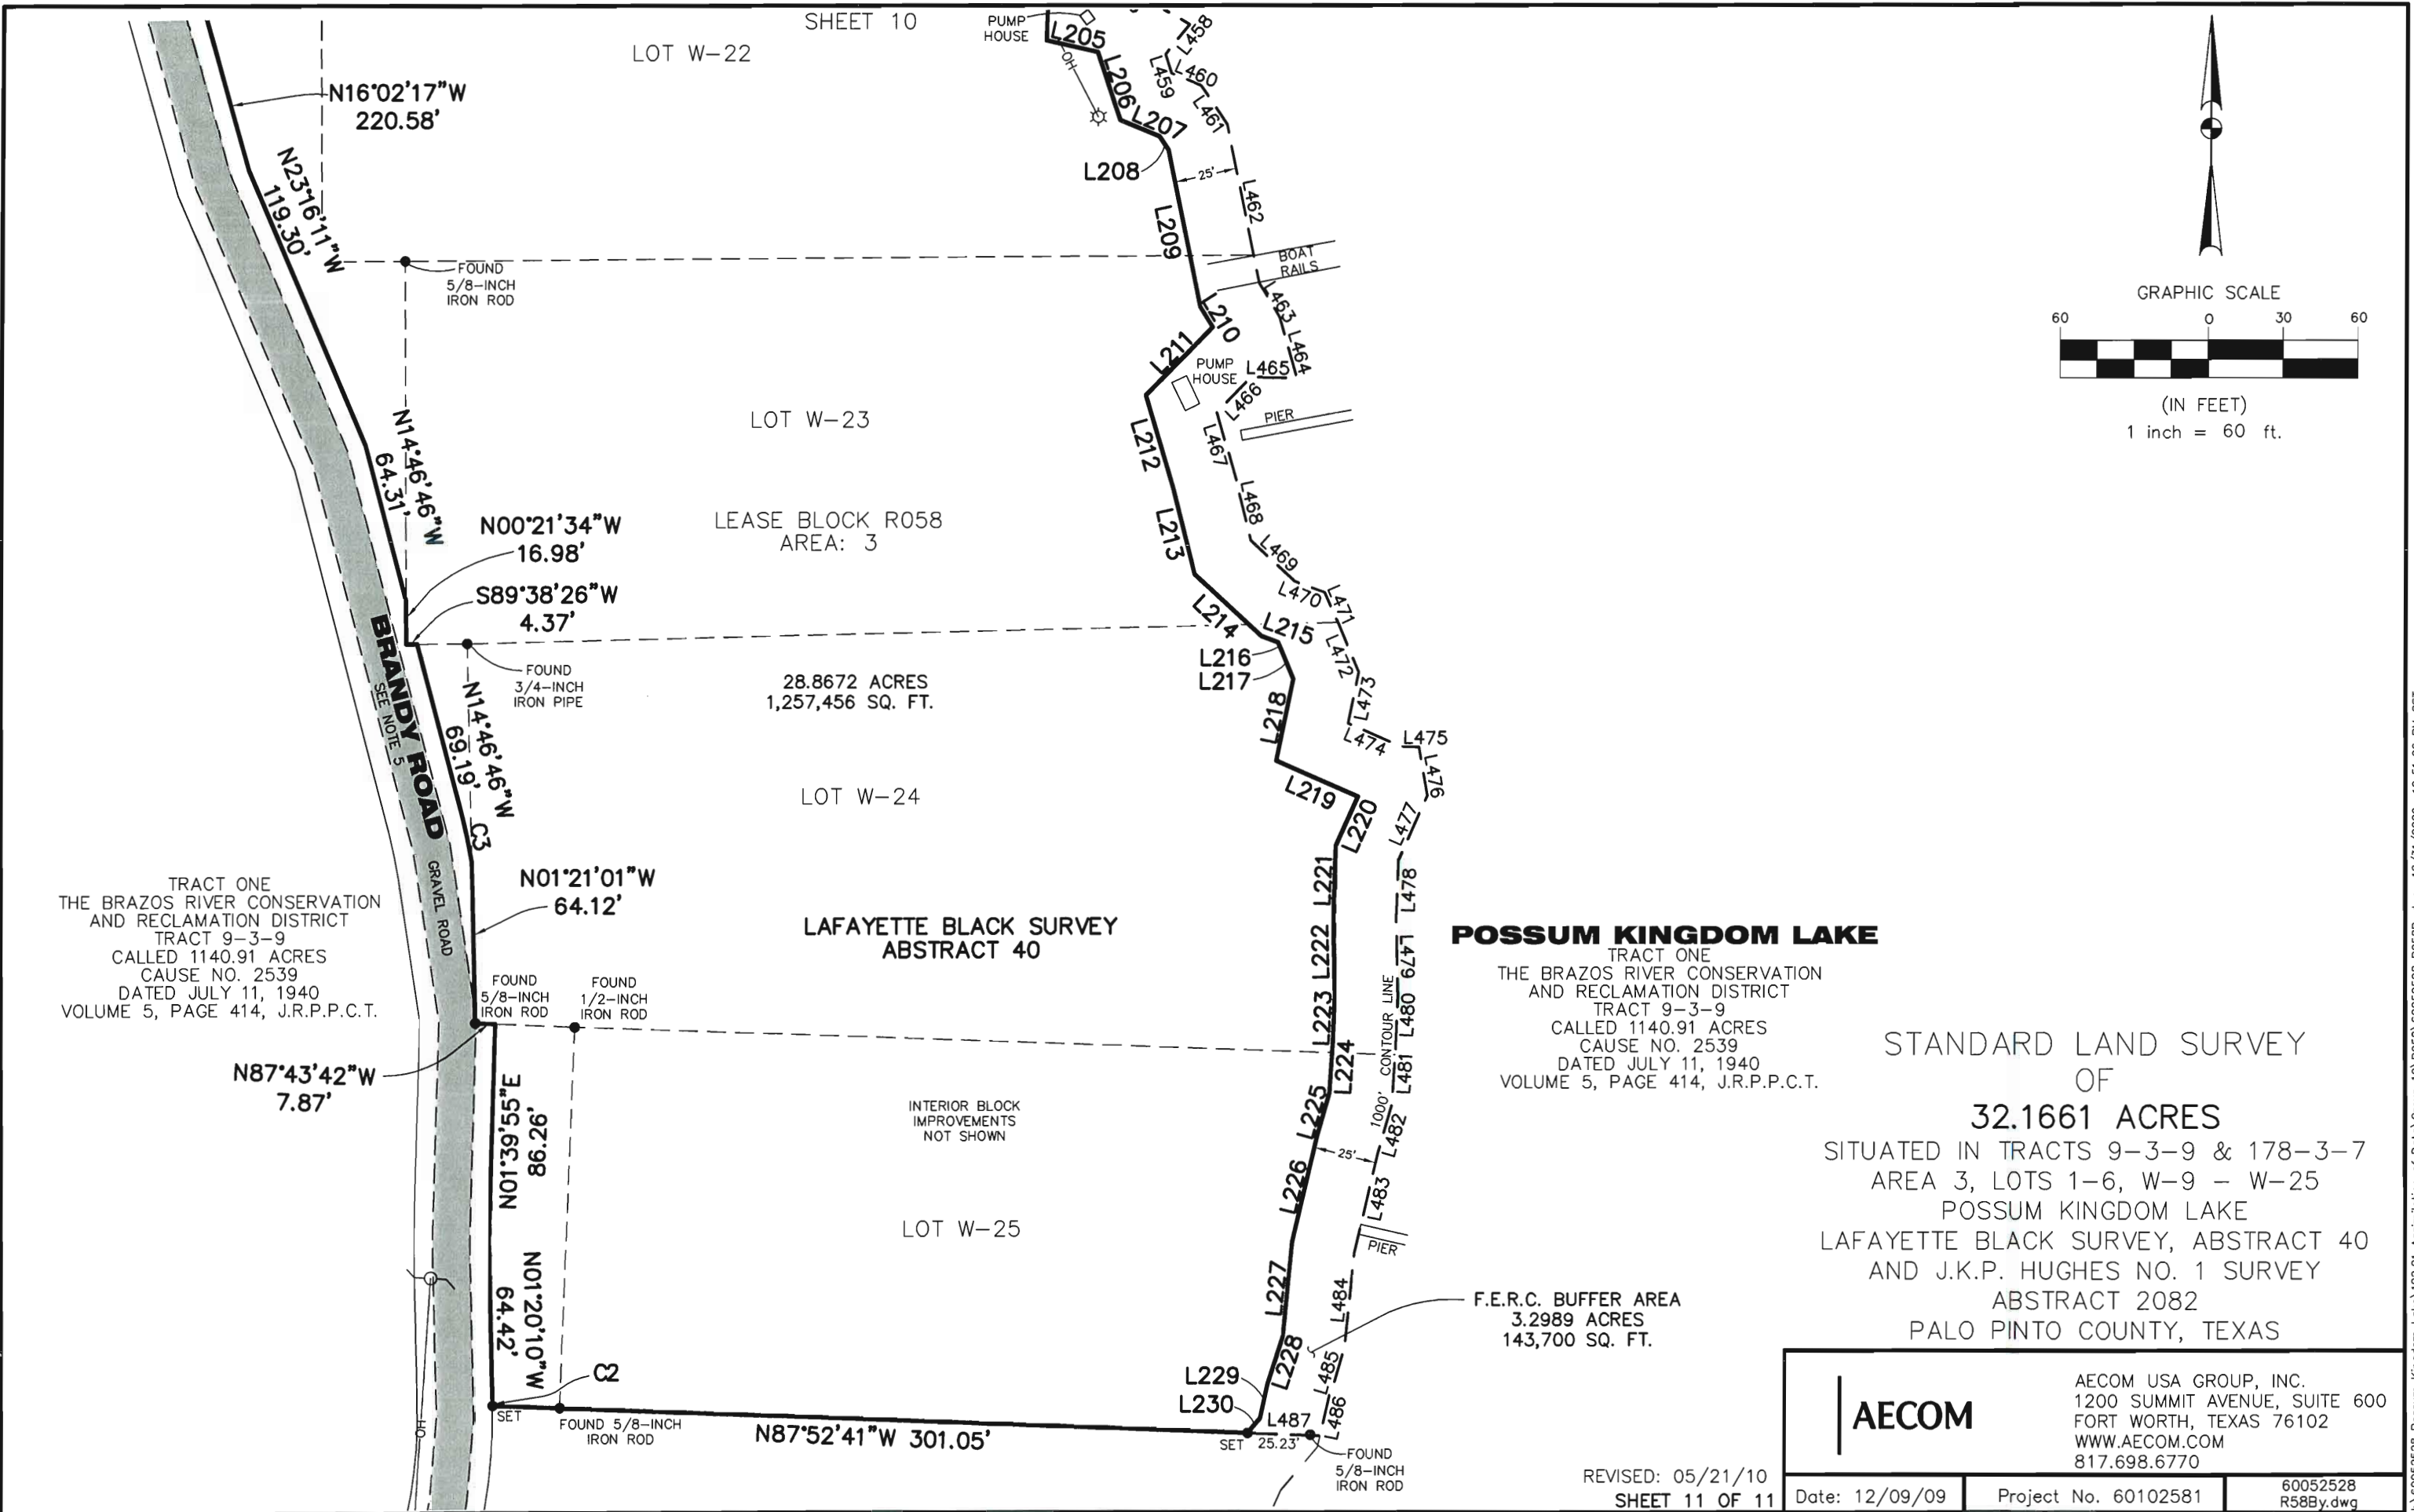 SHEET 10
LOT W-22
PUMP
HOUSE
L205
OH
L206
L207
L208
L209
L458
L459
L460
L461
25'
L462
BOAT
RAILS
N16°02'17"W
220.58'
N23°16'11"W
119.30'
FOUND
5/8-INCH
IRON ROD
L210
L211
L463
L464
PUMP
HOUSE
L465
L466
PIER
L467
L212
L468
LOT W-23
N14°46'46"W
64.31'
LEASE BLOCK R058
AREA: 3
N00°21'34"W
16.98'
S89°38'26"W
4.37'
L213
L469
L470
L471
L214
L215
L216
L217
L472
L473
L218
L474
L475
L476
L219
L220
L477
BRANDY ROAD
SEE NOTE 5
GRAVEL ROAD
FOUND
3/4-INCH
IRON PIPE
28.8672 ACRES
1,257,456 SQ. FT.
N14°46'46"W
69.19'
C3
LOT W-24
N01°21'01"W
64.12'
LAFAYETTE BLACK SURVEY
ABSTRACT 40
L221
L478
L222
L479
L223
L480
L224
L481
1000' CONTOUR LINE
TRACT ONE
THE BRAZOS RIVER CONSERVATION
AND RECLAMATION DISTRICT
TRACT 9-3-9
CALLED 1140.91 ACRES
CAUSE NO. 2539
DATED JULY 11, 1940
VOLUME 5, PAGE 414, J.R.P.P.C.T.
FOUND
5/8-INCH
IRON ROD
FOUND
1/2-INCH
IRON ROD
N87°43'42"W
7.87'
N01°39'55"E
86.26'
INTERIOR BLOCK
IMPROVEMENTS
NOT SHOWN
L225
L482
25'
L226
L483
PIER
LOT W-25
N01°20'10"W
64.42'
L227
L484
L228
L485
L229
L230
L486
L487
25.23'
C2
SET
OH
FOUND 5/8-INCH
IRON ROD
N87°52'41"W 301.05'
SET
FOUND
5/8-INCH
IRON ROD
F.E.R.C. BUFFER AREA
3.2989 ACRES
143,700 SQ. FT.
POSSUM KINGDOM LAKE
TRACT ONE
THE BRAZOS RIVER CONSERVATION
AND RECLAMATION DISTRICT
TRACT 9-3-9
CALLED 1140.91 ACRES
CAUSE NO. 2539
DATED JULY 11, 1940
VOLUME 5, PAGE 414, J.R.P.P.C.T.
GRAPHIC SCALE
60 0 30 60
(IN FEET)
1 inch = 60 ft.
STANDARD LAND SURVEY
OF
32.1661 ACRES
SITUATED IN TRACTS 9-3-9 & 178-3-7
AREA 3, LOTS 1-6, W-9 - W-25
POSSUM KINGDOM LAKE
LAFAYETTE BLACK SURVEY, ABSTRACT 40
AND J.K.P. HUGHES NO. 1 SURVEY
ABSTRACT 2082
PALO PINTO COUNTY, TEXAS
AECOM
AECOM USA GROUP, INC.
1200 SUMMIT AVENUE, SUITE 600
FORT WORTH, TEXAS 76102
WWW.AECOM.COM
817.698.6770
REVISED: 05/21/10
SHEET 11 OF 11
Date: 12/09/09
Project No. 60102581
60052528
R58By.dwg